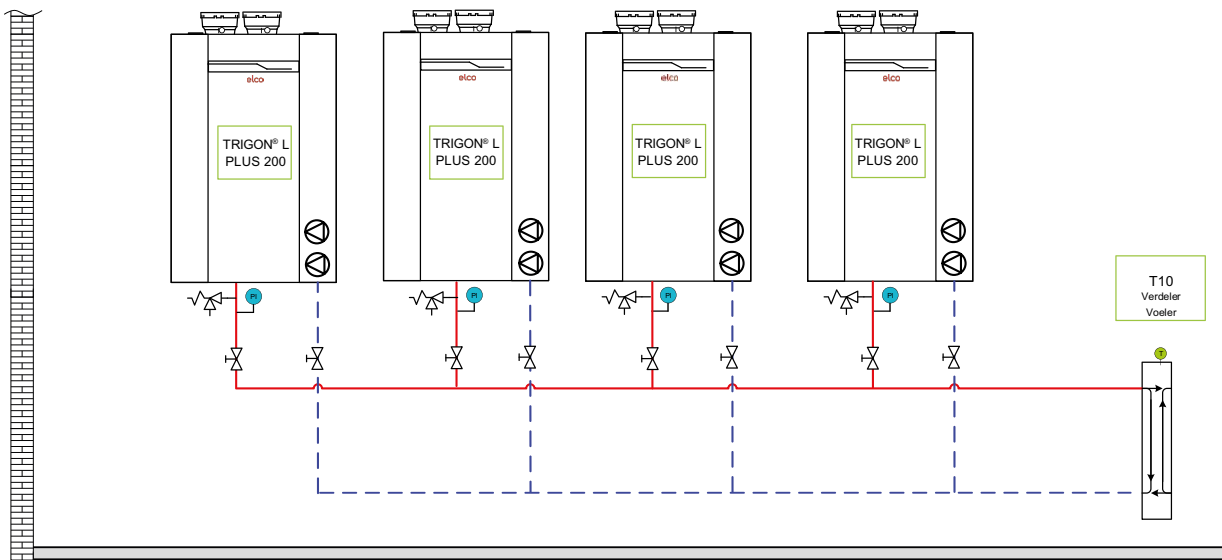 elco
TRIGON® L
PLUS 200
PI
elco
TRIGON® L
PLUS 200
PI
elco
TRIGON® L
PLUS 200
PI
elco
TRIGON® L
PLUS 200
PI
T10
Verdeler
Voeler
T